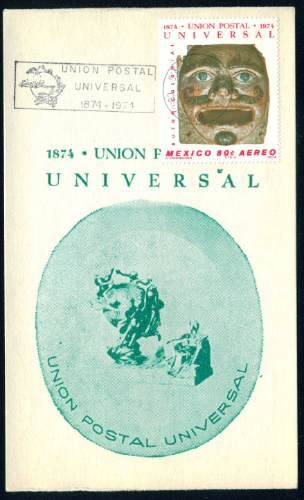 1874 • UNION POSTAL • 1974
UNIVERSAL
MEXICO 80¢ AEREO
UNION POSTAL
UNIVERSAL
1874 - 1974
1874 • UNION P
UNIVERSAL
UNION POSTAL UNIVERSAL